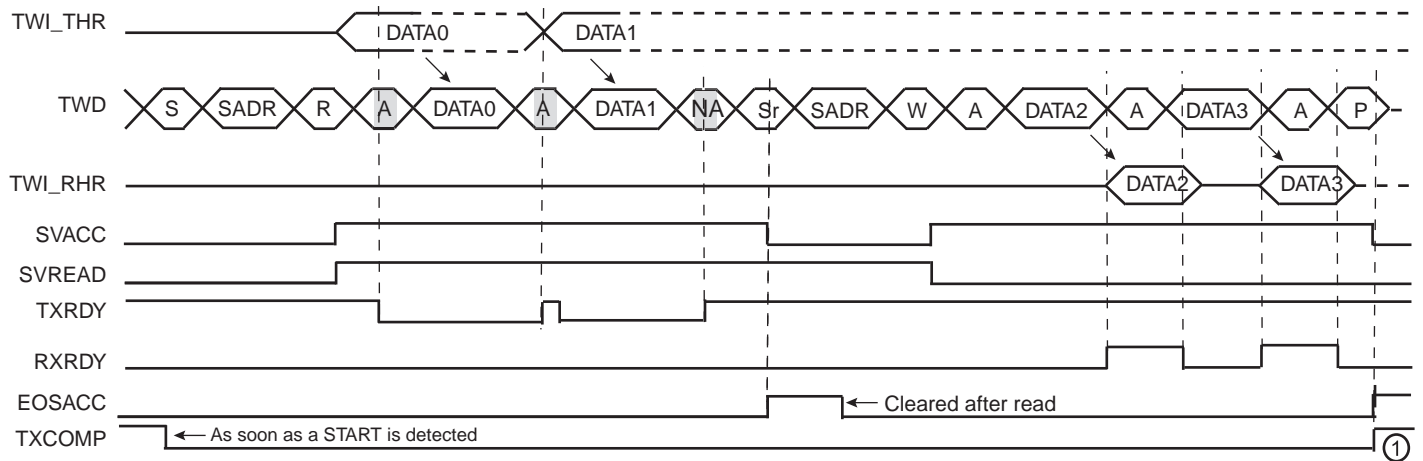 TWI_THR DATA0 DATA1
TWD S SADR R A DATA0 A DATA1 NA Sr SADR W A DATA2 A DATA3 A P
TWI_RHR DATA2 DATA3
SVACC
SVREAD
TXRDY
RXRDY
EOSACC Cleared after read
TXCOMP As soon as a START is detected 1